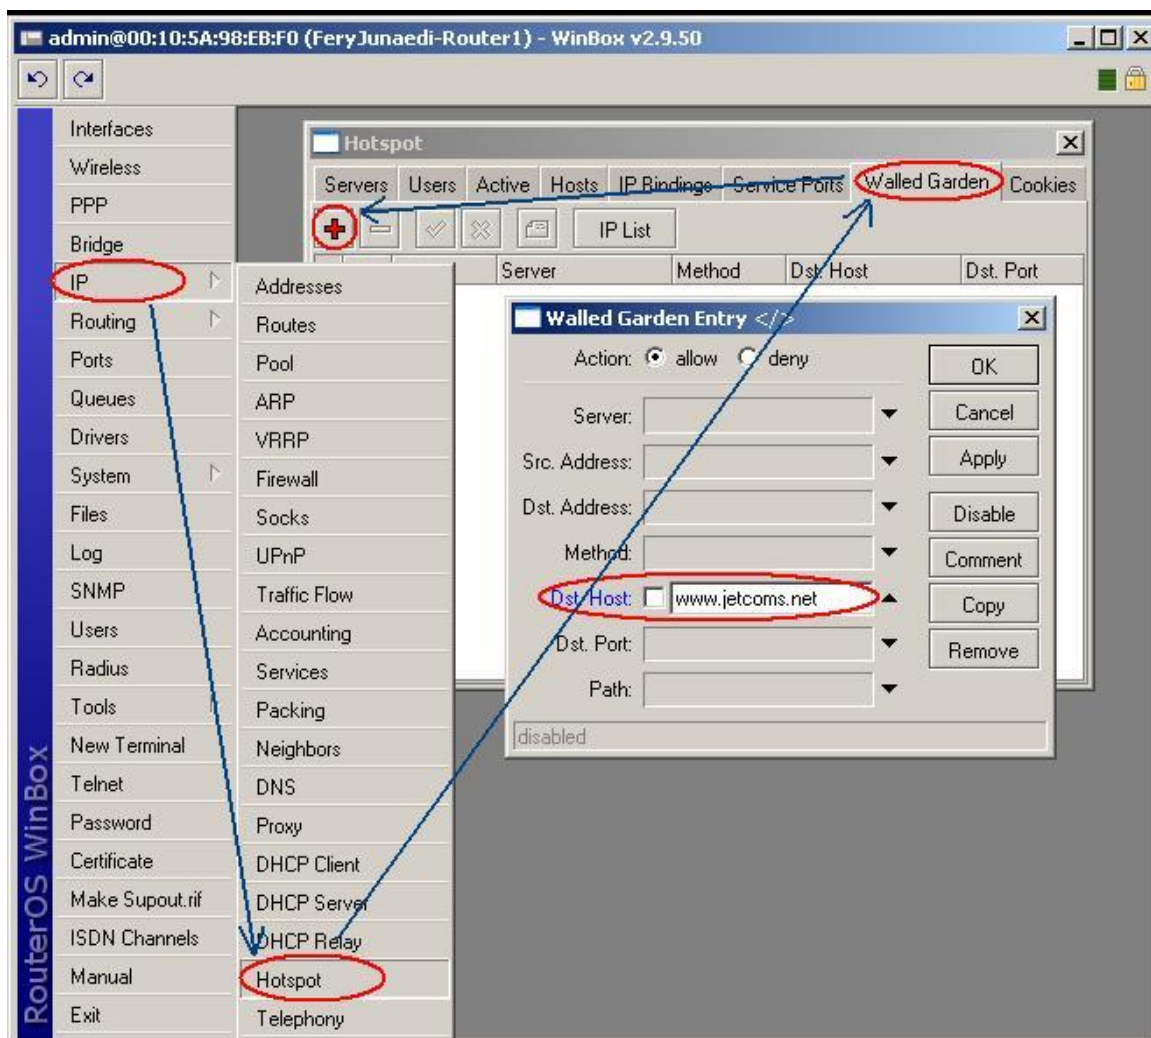 admin@00:10:5A:98:EB:F0 (FeryJunaedi-Router1) - WinBox v2.9.50
RouterOS WinBox
Interfaces
Wireless
PPP
Bridge
IP
Routing
Ports
Queues
Drivers
System
Files
Log
SNMP
Users
Radius
Tools
New Terminal
Telnet
Password
Certificate
Make Supout.rif
ISDN Channels
Manual
Exit
Addresses
Routes
Pool
ARP
VRRP
Firewall
Socks
UPnP
Traffic Flow
Accounting
Services
Packing
Neighbors
DNS
Proxy
DHCP Client
DHCP Server
DHCP Relay
Hotspot
Telephony
Hotspot
Servers Users Active Hosts IP Bindings Service Ports Walled Garden Cookies
IP List
Server Method Dst. Host Dst. Port
Walled Garden Entry </>
Action: allow deny
Server:
Src. Address:
Dst. Address:
Method:
Dst. Host: www.jetcoms.net
Dst. Port:
Path:
OK
Cancel
Apply
Disable
Comment
Copy
Remove
disabled